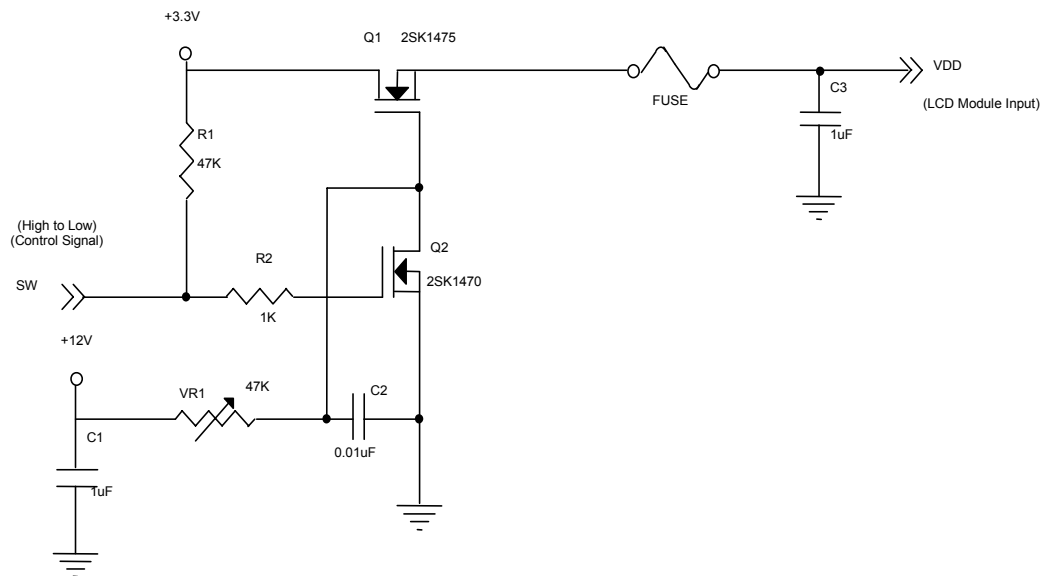 +3.3V
Q1 2SK1475
VDD
FUSE
C3
(LCD Module Input)
R1
47K
1uF
(High to Low)
(Control Signal)
Q2
R2
2SK1470
SW
1K
+12V
VR1
47K
C2
C1
0.01uF
1uF